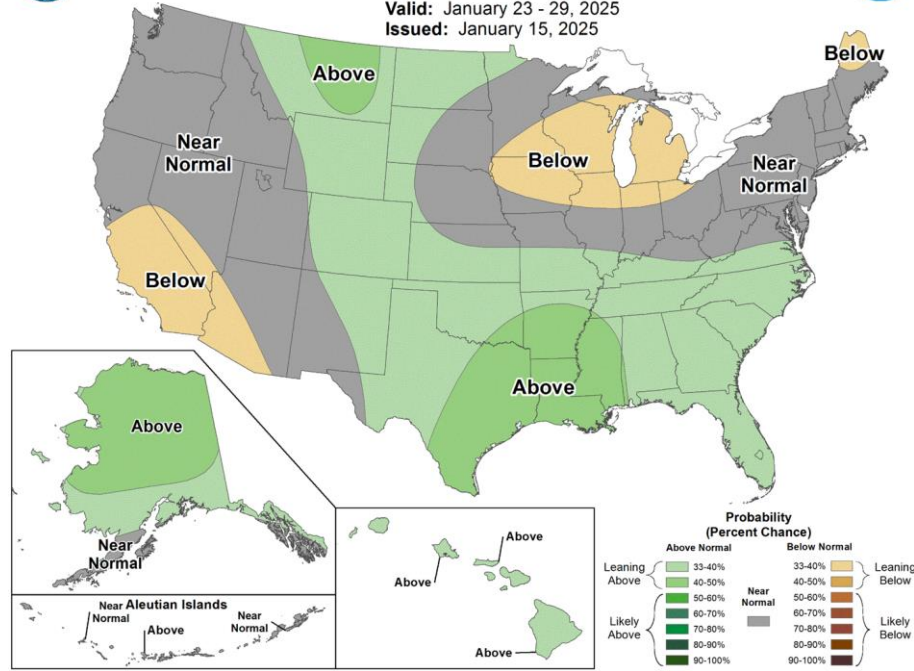 Valid: January 23 - 29, 2025
Issued: January 15, 2025
Above
Below
Near
Normal
Below
Near
Normal
Below
Above
Above
Near
Normal
Aleutian Islands
Near
Normal
Above
Near
Normal
Above
Above
Above
Probability
(Percent Chance)
Above Normal
Below Normal
Leaning
Above
33-40%
40-50%
Likely
Above
50-60%
60-70%
70-80%
80-90%
90-100%
Near
Normal
33-40%
40-50%
Leaning
Below
50-60%
60-70%
70-80%
80-90%
90-100%
Likely
Below